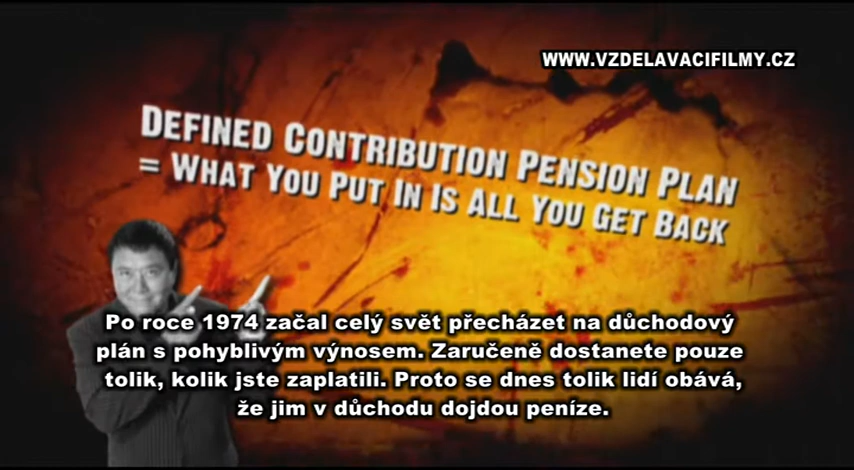 WWW.VZDELAVACIFILMY.CZ
DEFINED CONTRIBUTION PENSION PLAN
= WHAT YOU PUT IN IS ALL YOU GET BACK
Po roce 1974 začal celý svět přecházet na důchodový
plán s pohyblivým výnosem. Zaručeně dostanete pouze
tolik, kolik jste zaplatili. Proto se dnes tolik lidí obává,
že jim v důchodu dojdou peníze.